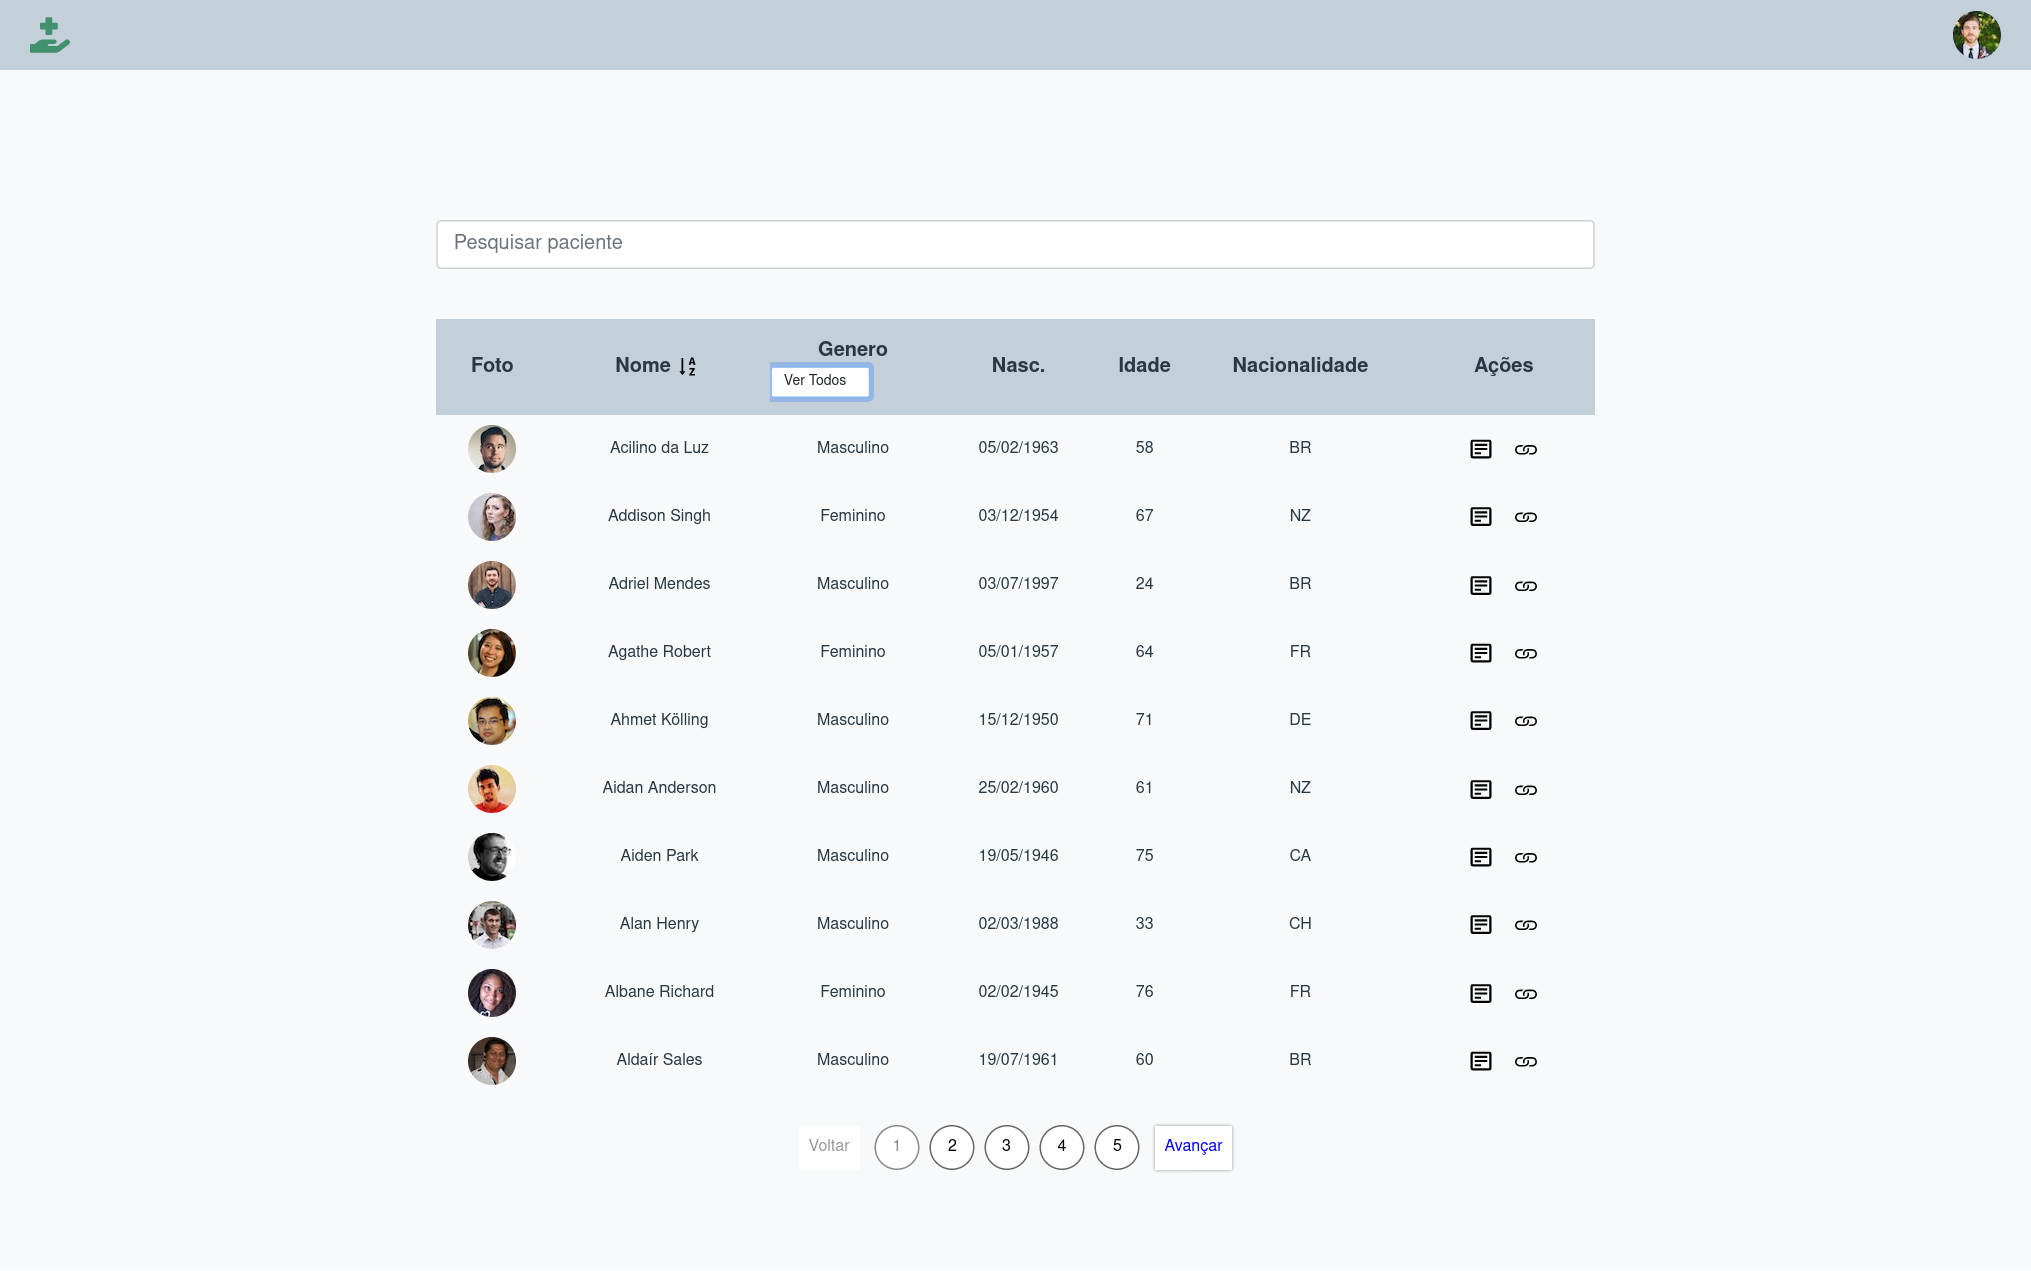 Pesquisar paciente
Foto Nome A Z Genero Nasc. Idade Nacionalidade Ações
Ver Todos
Acilino da Luz Masculino 05/02/1963 58 BR
Addison Singh Feminino 03/12/1954 67 NZ
Adriel Mendes Masculino 03/07/1997 24 BR
Agathe Robert Feminino 05/01/1957 64 FR
Ahmet Kölling Masculino 15/12/1950 71 DE
Aidan Anderson Masculino 25/02/1960 61 NZ
Aiden Park Masculino 19/05/1946 75 CA
Alan Henry Masculino 02/03/1988 33 CH
Albane Richard Feminino 02/02/1945 76 FR
Aldaír Sales Masculino 19/07/1961 60 BR
Voltar 1 2 3 4 5 Avançar